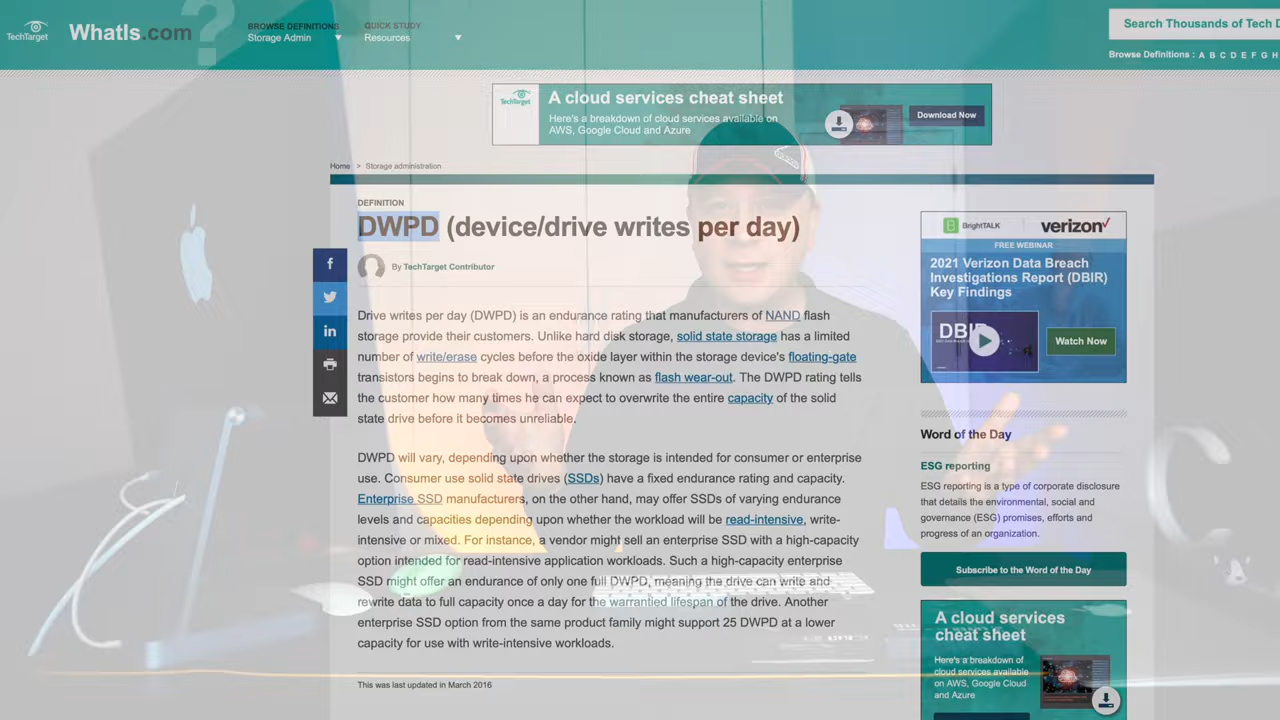 TechTarget
WhatIs.com
BROWSE DEFINITIONS
Storage Admin
QUICK STUDY
Resources
Search Thousands of Tech D
Browse Definitions : A B C D E F G H
TechTarget
A cloud services cheat sheet
Here's a breakdown of cloud services available on
AWS, Google Cloud and Azure
Download Now
Home > Storage administration
DEFINITION
DWPD (device/drive writes per day)
By TechTarget Contributor
Drive writes per day (DWPD) is an endurance rating that manufacturers of NAND flash
storage provide their customers. Unlike hard disk storage, solid state storage has a limited
number of write/erase cycles before the oxide layer within the storage device's floating-gate
transistors begins to break down, a process known as flash wear-out. The DWPD rating tells
the customer how many times he can expect to overwrite the entire capacity of the solid
state drive before it becomes unreliable.
DWPD will vary, depending upon whether the storage is intended for consumer or enterprise
use. Consumer use solid state drives (SSDs) have a fixed endurance rating and capacity.
Enterprise SSD manufacturers, on the other hand, may offer SSDs of varying endurance
levels and capacities depending upon whether the workload will be read-intensive, write-
intensive or mixed. For instance, a vendor might sell an enterprise SSD with a high-capacity
option intended for read-intensive application workloads. Such a high-capacity enterprise
SSD might offer an endurance of only one full DWPD, meaning the drive can write and
rewrite data to full capacity once a day for the warrantied lifespan of the drive. Another
enterprise SSD option from the same product family might support 25 DWPD at a lower
capacity for use with write-intensive workloads.
This was last updated in March 2016
BrightTALK
verizon
FREE WEBINAR
2021 Verizon Data Breach
Investigations Report (DBIR)
Key Findings
Watch Now
Word of the Day
ESG reporting
ESG reporting is a type of corporate disclosure
that details the environmental, social and
governance (ESG) promises, efforts and
progress of an organization.
Subscribe to the Word of the Day
A cloud services
cheat sheet
Here's a breakdown of
cloud services available
on AWS, Google Cloud
and Azure